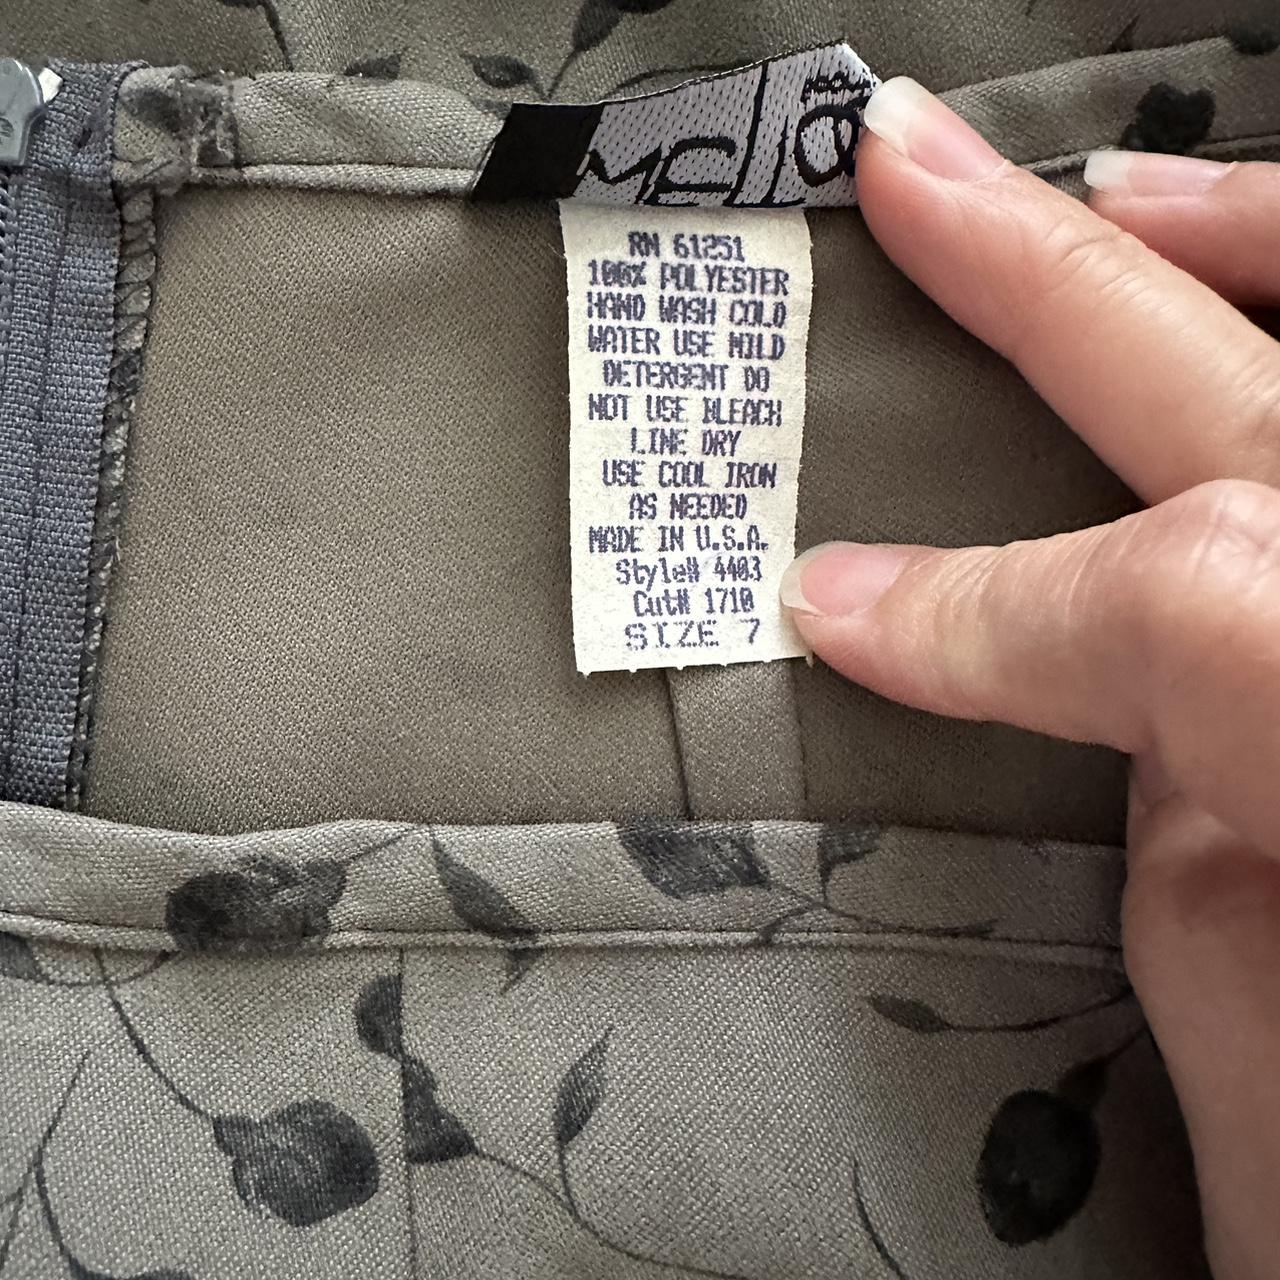 RN 61251
100% POLYESTER
HAND WASH COLD
WATER USE MILD
DETERGENT DO
NOT USE BLEACH
LINE DRY
USE COOL IRON
AS NEEDED
MADE IN U.S.A.
Style# 4403
Cut# 1710
SIZE 7